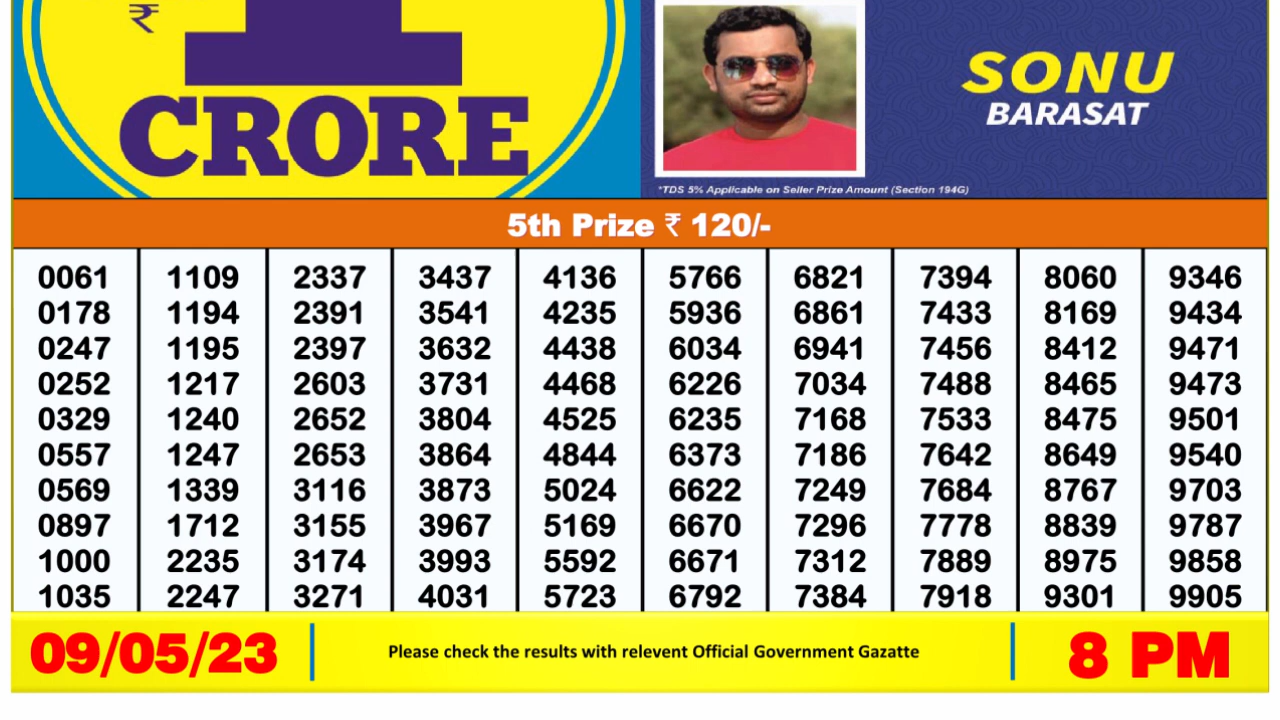 ₹
1
CRORE
SONU
BARASAT
*TDS 5% Applicable on Seller Prize Amount (Section 194G)
5th Prize ₹ 120/-
0061 1109 2337 3437 4136 5766 6821 7394 8060 9346
0178 1194 2391 3541 4235 5936 6861 7433 8169 9434
0247 1195 2397 3632 4438 6034 6941 7456 8412 9471
0252 1217 2603 3731 4468 6226 7034 7488 8465 9473
0329 1240 2652 3804 4525 6235 7168 7533 8475 9501
0557 1247 2653 3864 4844 6373 7186 7642 8649 9540
0569 1339 3116 3873 5024 6622 7249 7684 8767 9703
0897 1712 3155 3967 5169 6670 7296 7778 8839 9787
1000 2235 3174 3993 5592 6671 7312 7889 8975 9858
1035 2247 3271 4031 5723 6792 7384 7918 9301 9905
09/05/23
Please check the results with relevent Official Government Gazatte
8 PM